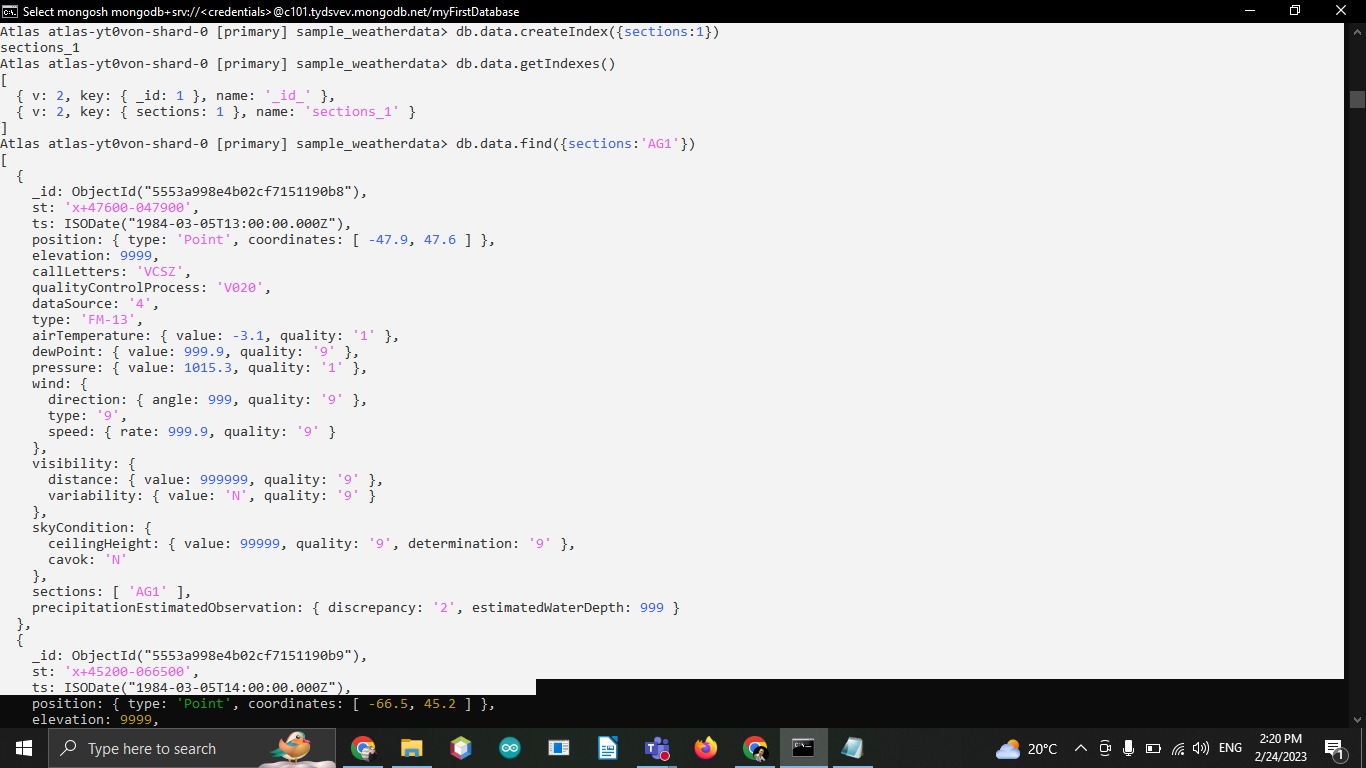 Select mongosh mongodb+srv://<credentials>@c101.tydsvev.mongodb.net/myFirstDatabase
Atlas atlas-yt0von-shard-0 [primary] sample_weatherdata> db.data.createIndex({sections:1})
sections_1
Atlas atlas-yt0von-shard-0 [primary] sample_weatherdata> db.data.getIndexes()
[
  { v: 2, key: { _id: 1 }, name: '_id_' },
  { v: 2, key: { sections: 1 }, name: 'sections_1' }
]
Atlas atlas-yt0von-shard-0 [primary] sample_weatherdata> db.data.find({sections:'AG1'})
[
  {
    _id: ObjectId("5553a998e4b02cf7151190b8"),
    st: 'x+47600-047900',
    ts: ISODate("1984-03-05T13:00:00.000Z"),
    position: { type: 'Point', coordinates: [ -47.9, 47.6 ] },
    elevation: 9999,
    callLetters: 'VCSZ',
    qualityControlProcess: 'V020',
    dataSource: '4',
    type: 'FM-13',
    airTemperature: { value: -3.1, quality: '1' },
    dewPoint: { value: 999.9, quality: '9' },
    pressure: { value: 1015.3, quality: '1' },
    wind: {
      direction: { angle: 999, quality: '9' },
      type: '9',
      speed: { rate: 999.9, quality: '9' }
    },
    visibility: {
      distance: { value: 999999, quality: '9' },
      variability: { value: 'N', quality: '9' }
    },
    skyCondition: {
      ceilingHeight: { value: 99999, quality: '9', determination: '9' },
      cavok: 'N'
    },
    sections: [ 'AG1' ],
    precipitationEstimatedObservation: { discrepancy: '2', estimatedWaterDepth: 999 }
  },
  {
    _id: ObjectId("5553a998e4b02cf7151190b9"),
    st: 'x+45200-066500',
    ts: ISODate("1984-03-05T14:00:00.000Z"),
    position: { type: 'Point', coordinates: [ -66.5, 45.2 ] },
    elevation: 9999,
Type here to search
20°C
ENG
2:20 PM
2/24/2023
1